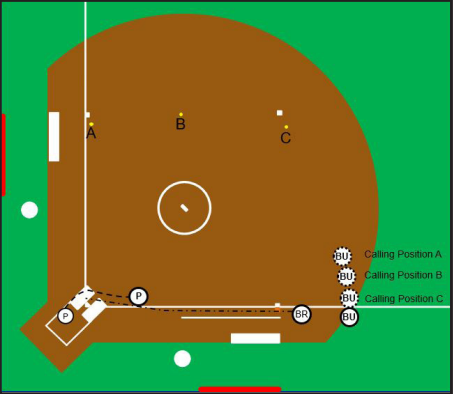 A
B
C
BU Calling Position A
BU Calling Position B
P
BU Calling Position C
P
BR
BU